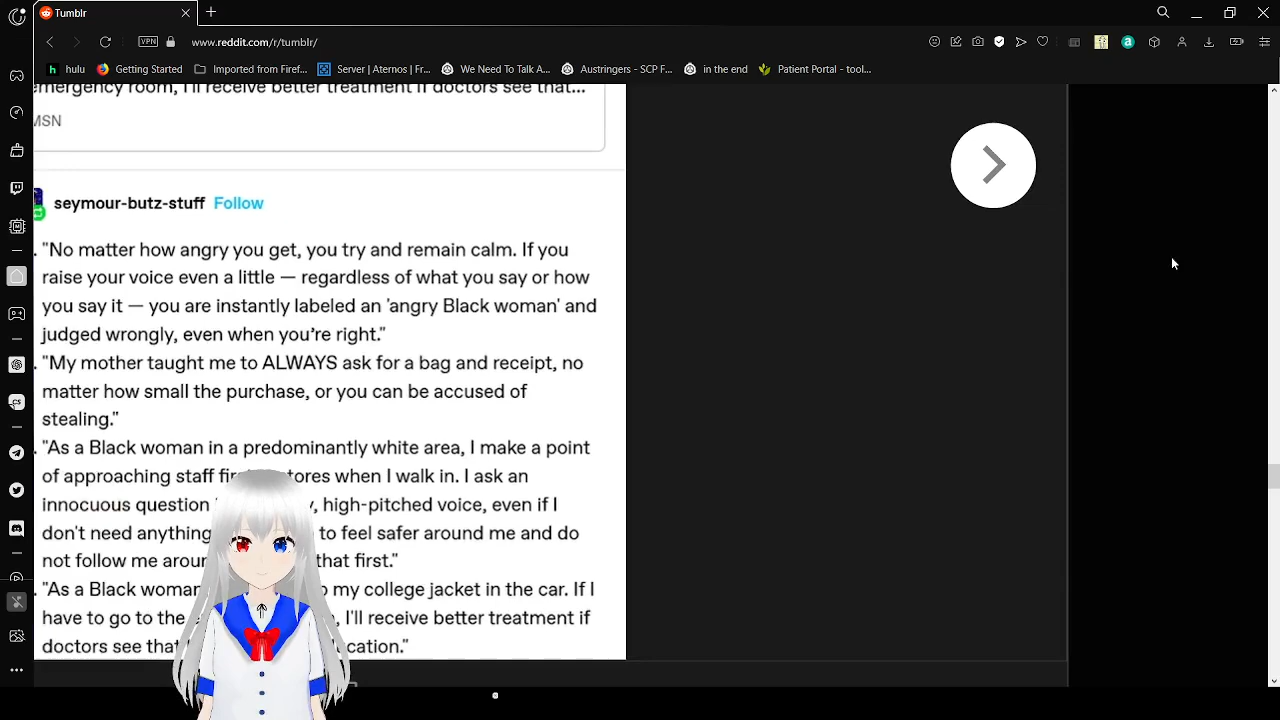 Tumblr
www.reddit.com/r/tumblr/
VPN
hulu
Getting Started
Imported from Firef...
Server | Aternos | Fr...
We Need To Talk A...
Austringers - SCP F...
in the end
Patient Portal - tool...
emergency room, I'll receive better treatment if doctors see that...
MSN
seymour-butz-stuff Follow
. "No matter how angry you get, you try and remain calm. If you
raise your voice even a little — regardless of what you say or how
you say it — you are instantly labeled an 'angry Black woman' and
judged wrongly, even when you're right."
. "My mother taught me to ALWAYS ask for a bag and receipt, no
matter how small the purchase, or you can be accused of
stealing."
. "As a Black woman in a predominantly white area, I make a point
of approaching staff stores when I walk in. I ask an
innocuous question high-pitched voice, even if I
don't need anything to feel safer around me and do
not follow me that first."
. "As a Black woman my college jacket in the car. If I
have to go to the I'll receive better treatment if
doctors see that